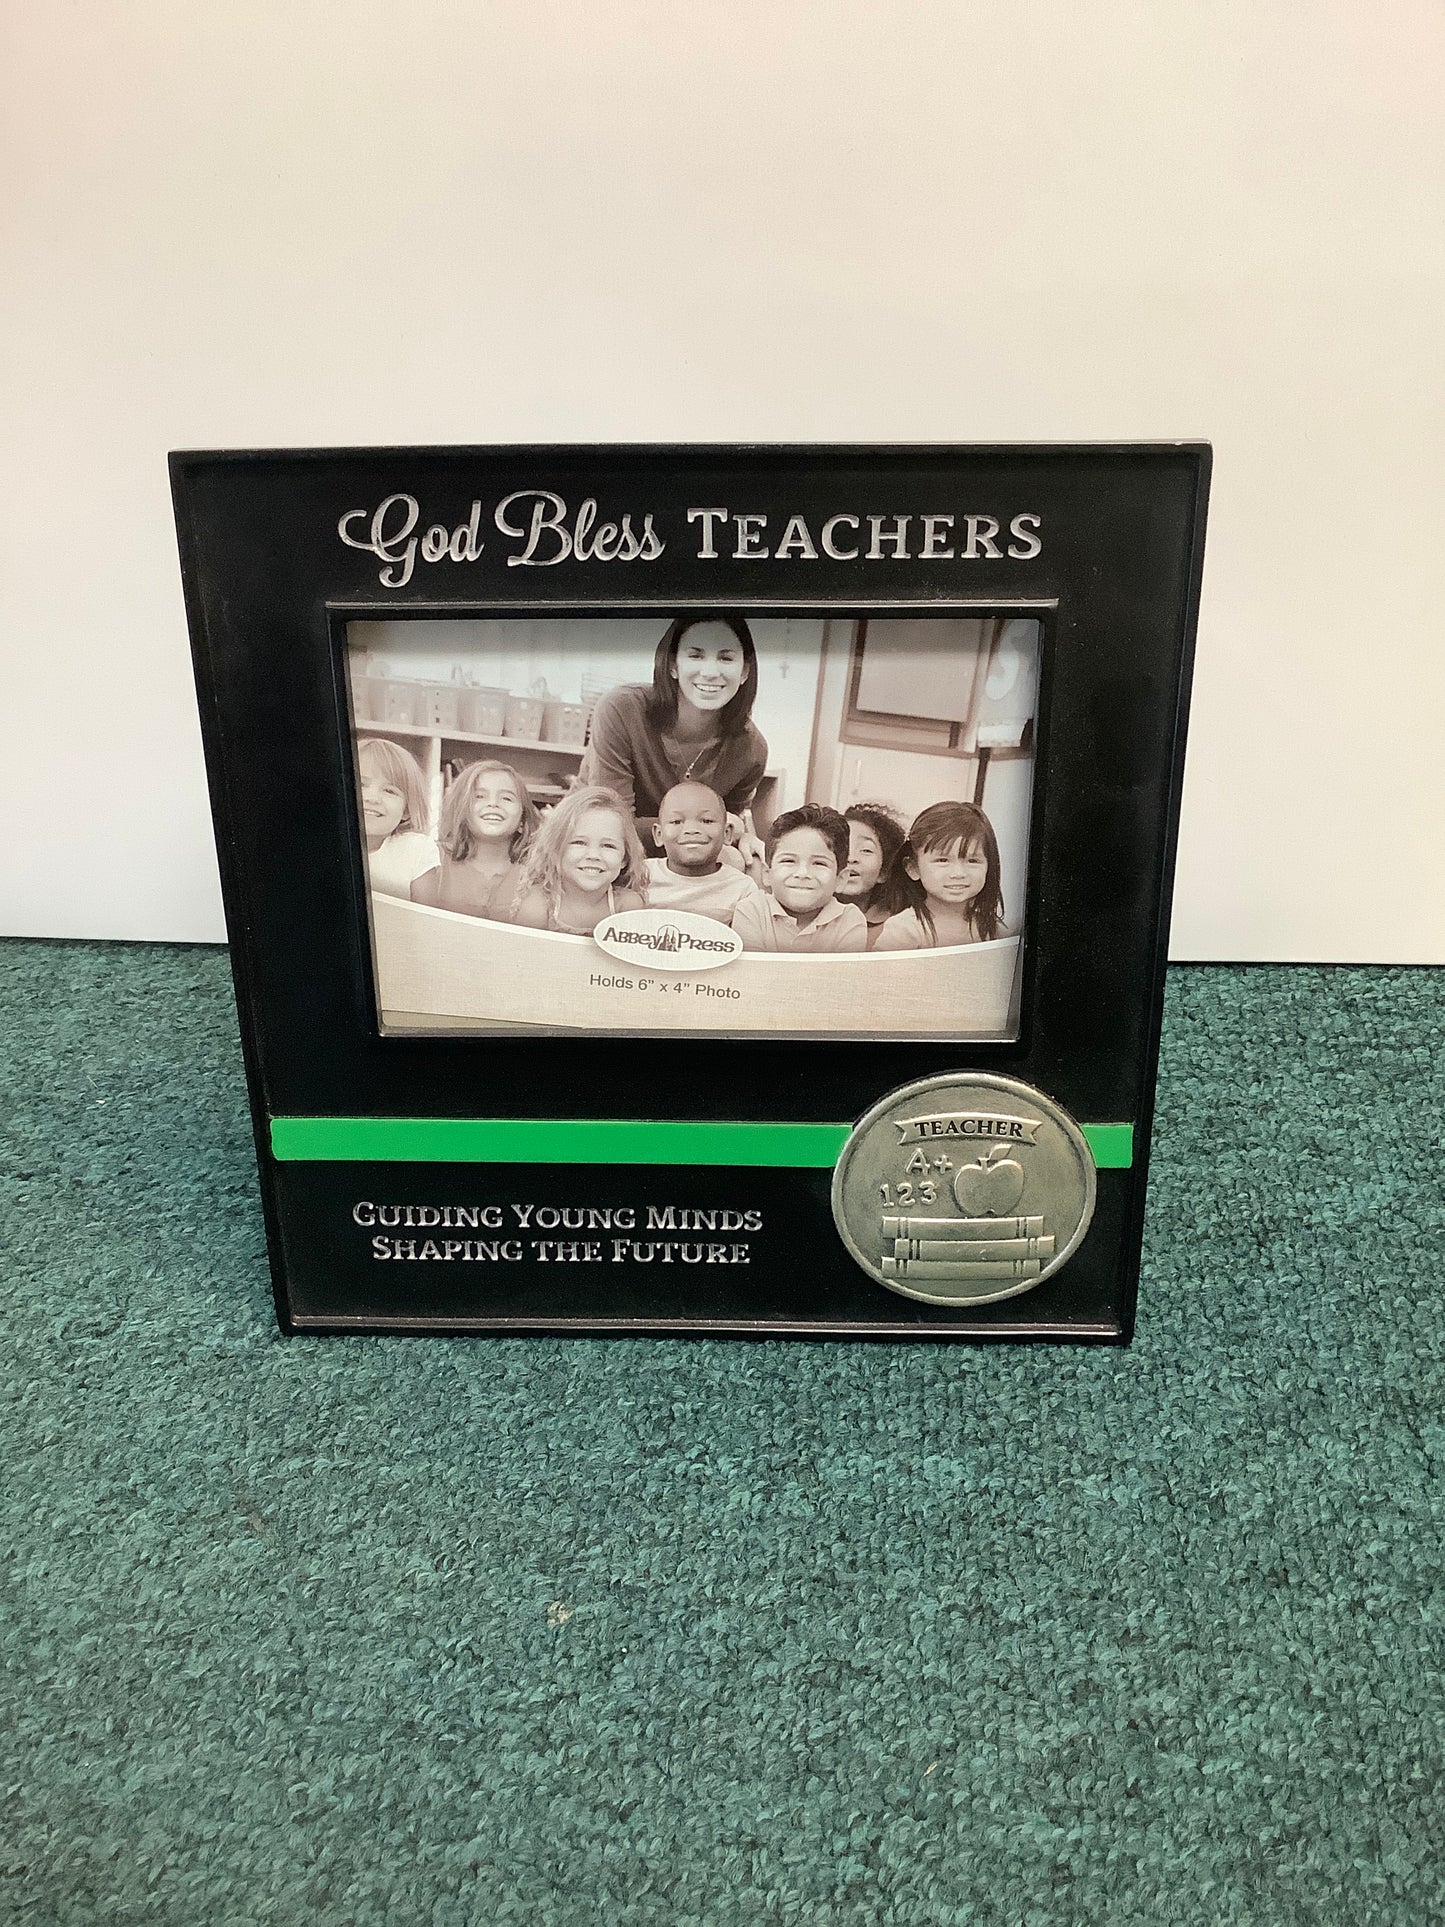 God Bless TEACHERS
ABBEY PRESS
Holds 6" x 4" Photo
TEACHER
A+
123
GUIDING YOUNG MINDS
SHAPING THE FUTURE